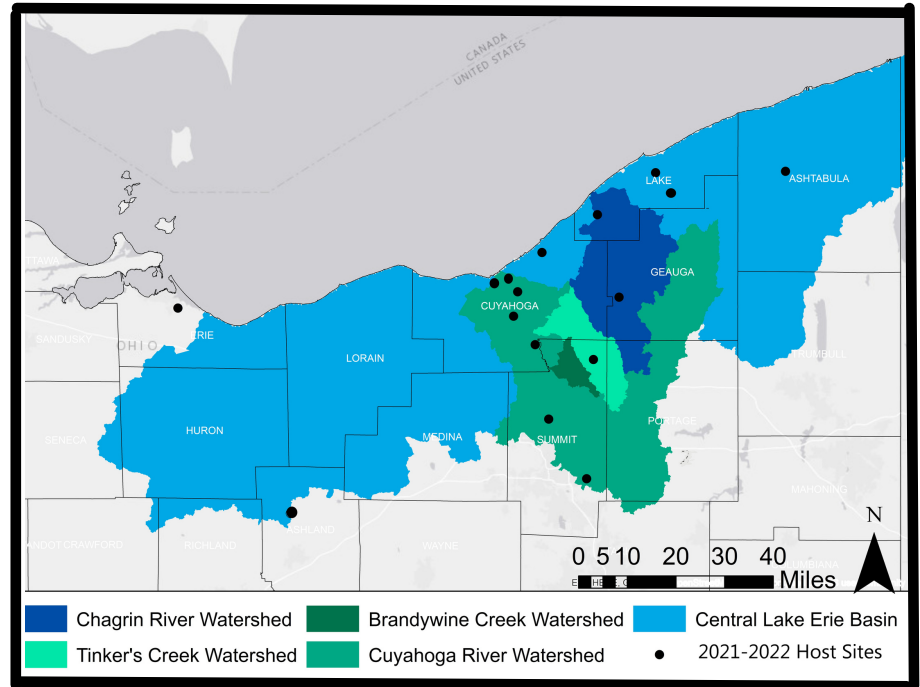 CANADA
UNITED STATES
LAKE
ASHTABULA
GEAUGA
CUYAHOGA
ERIE
OHIO
SANDUSKY
LORAIN
TRUMBULL
HURON
MEDINA
SUMMIT
PORTAGE
SENECA
MAHONING
ASHLAND
CRAWFORD
RICHLAND
WAYNE
N
0 5 10 20 30 40
Miles
Chagrin River Watershed
Brandywine Creek Watershed
Central Lake Erie Basin
Tinker's Creek Watershed
Cuyahoga River Watershed
2021-2022 Host Sites